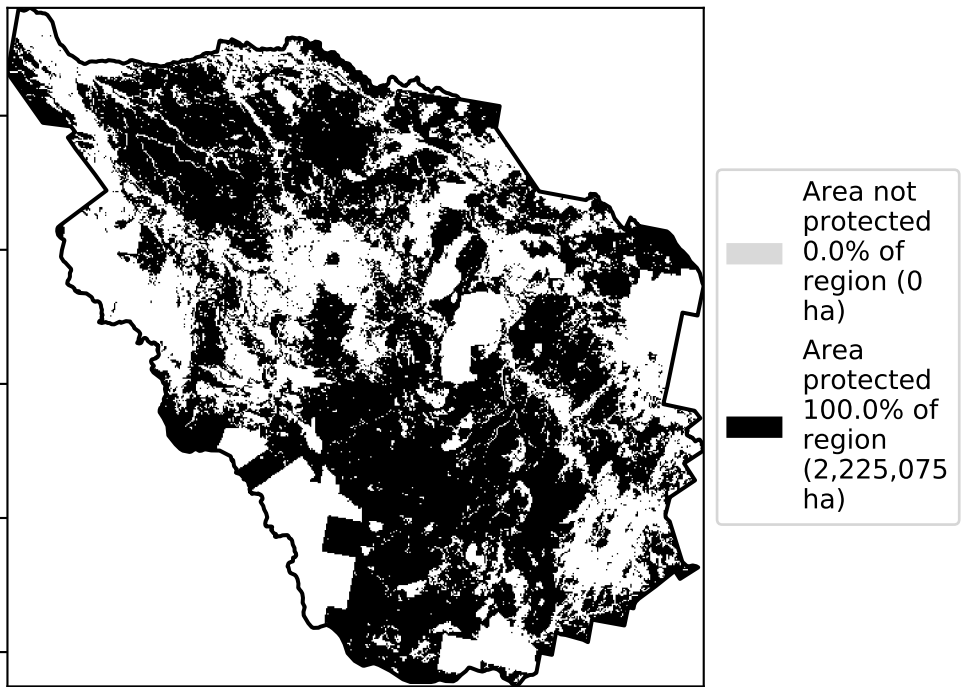 Area not
protected
0.0% of
region (0
ha)
Area
protected
100.0% of
region
(2,225,075
ha)